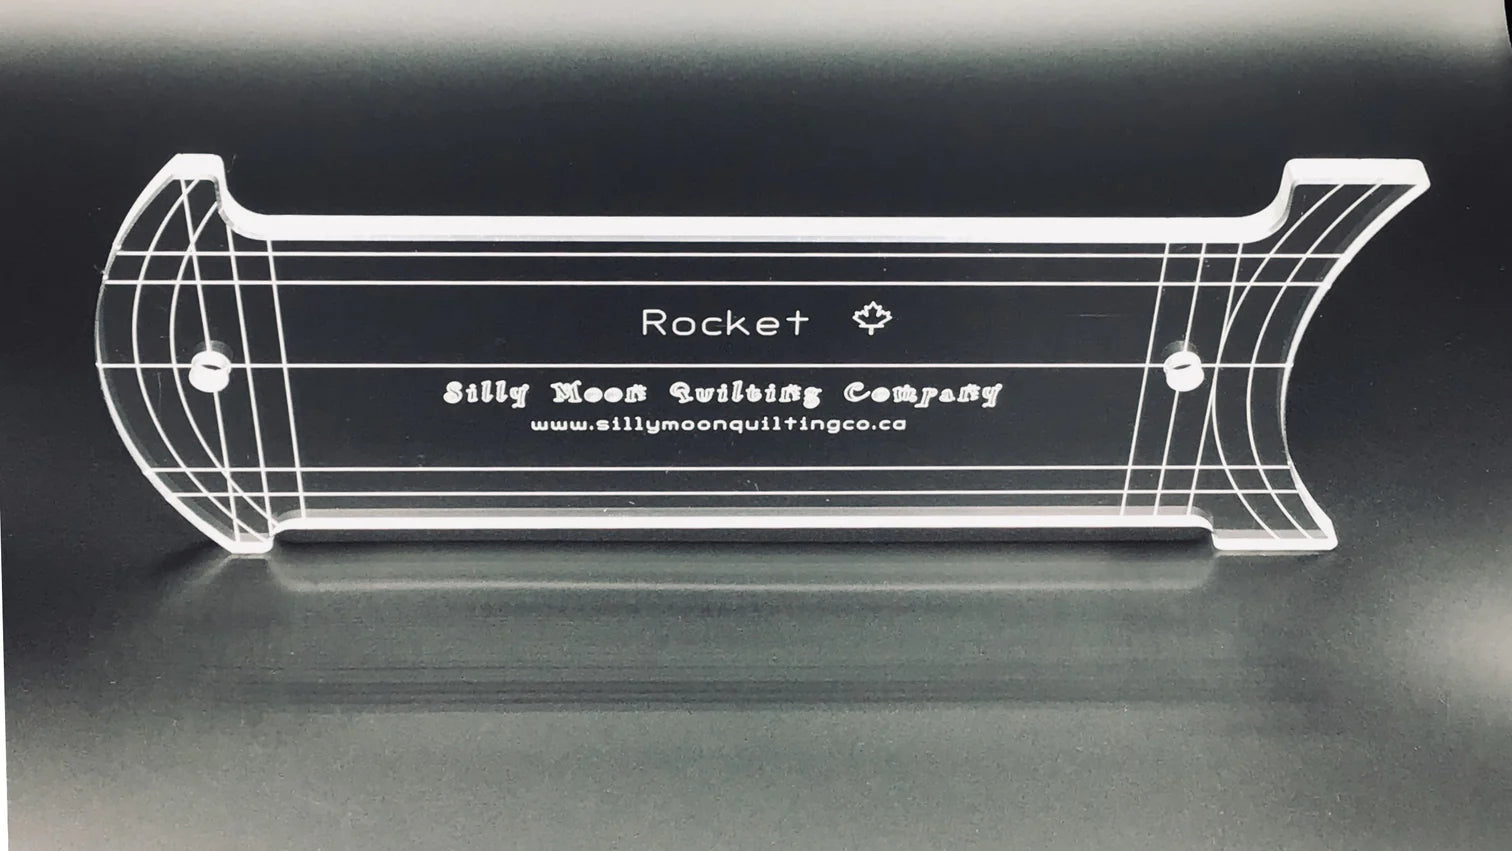 Rocket
Silly Moon Quilting Company
www.sillymoonquiltingco.ca